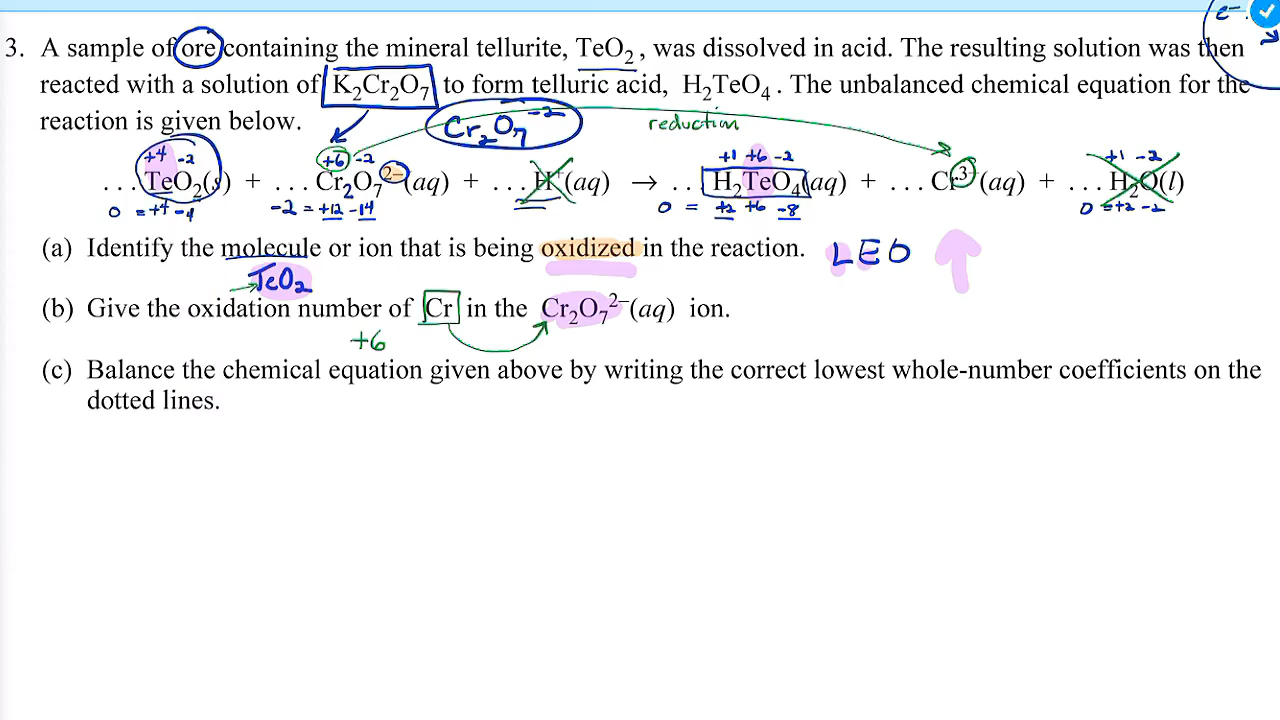 e⁻
3. A sample of ore containing the mineral tellurite, TeO₂, was dissolved in acid. The resulting solution was then
reacted with a solution of K₂Cr₂O₇ to form telluric acid, H₂TeO₄. The unbalanced chemical equation for the
reaction is given below.
Cr₂O₇⁻²
reduction
+4 -2 +6 -2 +1 +6 -2 +1 -2
. . . TeO₂(s) + . . . Cr₂O₇²⁻(aq) + . . . H⁺(aq) → . . H₂TeO₄(aq) + . . . Cr³⁺(aq) + . . . H₂O(l)
0 = +4 -4 -2 = +12 -14 0 = +2 +6 -8 0 = +2 -2
(a) Identify the molecule or ion that is being oxidized in the reaction. LEO
TeO₂
(b) Give the oxidation number of Cr in the Cr₂O₇²⁻(aq) ion.
+6
(c) Balance the chemical equation given above by writing the correct lowest whole-number coefficients on the
dotted lines.